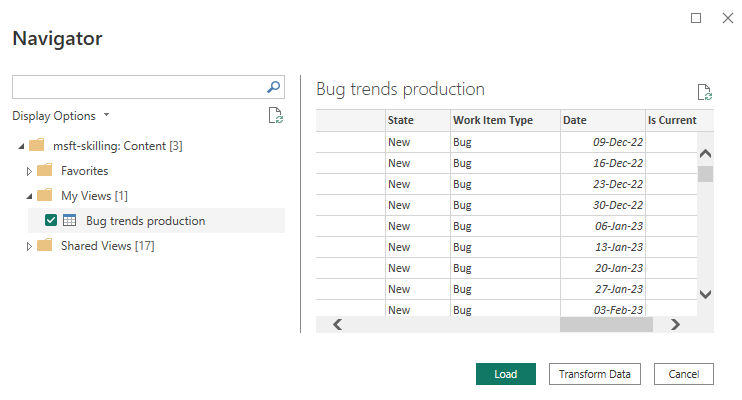 Navigator
Display Options
msft-skilling: Content [3]
Favorites
My Views [1]
Bug trends production
Shared Views [17]
Bug trends production
State Work Item Type Date Is Current
New Bug 09-Dec-22
New Bug 16-Dec-22
New Bug 23-Dec-22
New Bug 30-Dec-22
New Bug 06-Jan-23
New Bug 13-Jan-23
New Bug 20-Jan-23
New Bug 27-Jan-23
New Bug 03-Feb-23
Load Transform Data Cancel